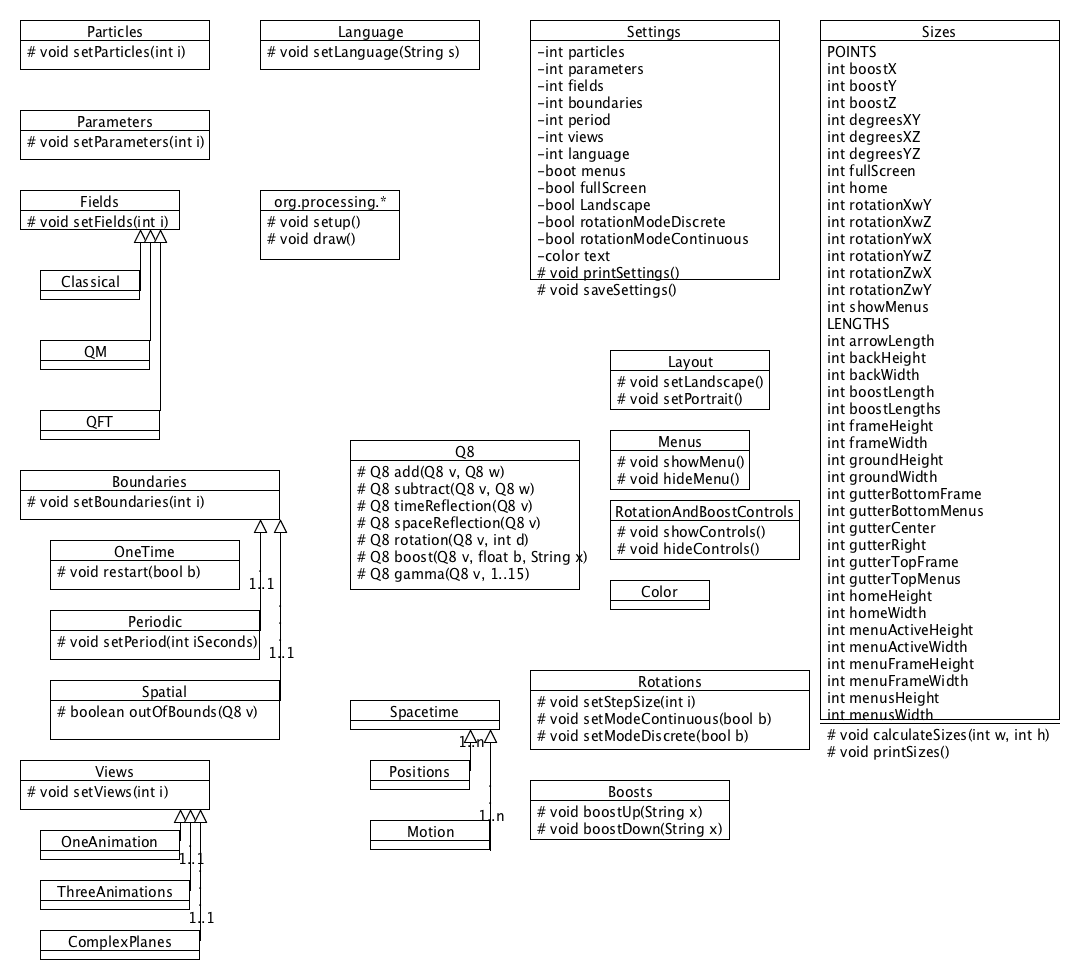 Particles
# void setParticles(int i)
Parameters
# void setParameters(int i)
Fields
# void setFields(int i)
Classical
QM
QFT
Boundaries
# void setBoundaries(int i)
OneTime
# void restart(bool b)
1..1
Periodic
# void setPeriod(int iSeconds)
1..1
Spatial
# boolean outOfBounds(Q8 v)
Views
# void setViews(int i)
OneAnimation
1..1
ThreeAnimations
1..1
ComplexPlanes
Language
# void setLanguage(String s)
org.processing.*
# void setup()
# void draw()
Q8
# Q8 add(Q8 v, Q8 w)
# Q8 subtract(Q8 v, Q8 w)
# Q8 timeReflection(Q8 v)
# Q8 spaceReflection(Q8 v)
# Q8 rotation(Q8 v, int d)
# Q8 boost(Q8 v, float b, String x)
# Q8 gamma(Q8 v, 1..15)
Spacetime
1..n
Positions
1..n
Motion
Settings
-int particles
-int parameters
-int fields
-int boundaries
-int period
-int views
-int language
-boot menus
-bool fullScreen
-bool Landscape
-bool rotationModeDiscrete
-bool rotationModeContinuous
-color text
# void printSettings()
# void saveSettings()
Layout
# void setLandscape()
# void setPortrait()
Menus
# void showMenu()
# void hideMenu()
RotationAndBoostControls
# void showControls()
# void hideControls()
Color
Rotations
# void setStepSize(int i)
# void setModeContinuous(bool b)
# void setModeDiscrete(bool b)
Boosts
# void boostUp(String x)
# void boostDown(String x)
Sizes
POINTS
int boostX
int boostY
int boostZ
int degreesXY
int degreesXZ
int degreesYZ
int fullScreen
int home
int rotationXwY
int rotationXwZ
int rotationYwX
int rotationYwZ
int rotationZwX
int rotationZwY
int showMenus
LENGTHS
int arrowLength
int backHeight
int backWidth
int boostLength
int boostLengths
int frameHeight
int frameWidth
int groundHeight
int groundWidth
int gutterBottomFrame
int gutterBottomMenus
int gutterCenter
int gutterRight
int gutterTopFrame
int gutterTopMenus
int homeHeight
int homeWidth
int menuActiveHeight
int menuActiveWidth
int menuFrameHeight
int menuFrameWidth
int menusHeight
int menusWidth
# void calculateSizes(int w, int h)
# void printSizes()